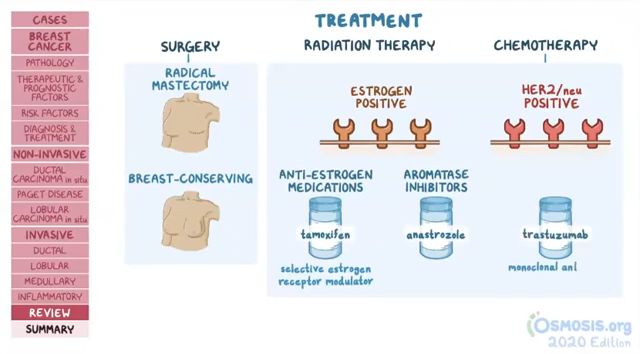 CASES
BREAST
CANCER
PATHOLOGY
THERAPEUTIC &
PROGNOSTIC
FACTORS
RISK FACTORS
DIAGNOSIS &
TREATMENT
NON-INVASIVE
DUCTAL
CARCINOMA in situ
PAGET DISEASE
LOBULAR
CARCINOMA in situ
INVASIVE
DUCTAL
LOBULAR
MEDULLARY
INFLAMMATORY
REVIEW
SUMMARY
TREATMENT
SURGERY
RADICAL
MASTECTOMY
BREAST-CONSERVING
RADIATION THERAPY
CHEMOTHERAPY
ESTROGEN
POSITIVE
HER2/neu
POSITIVE
ANTI-ESTROGEN
MEDICATIONS
tamoxifen
selective estrogen
receptor modulator
AROMATASE
INHIBITORS
anastrozole
trastuzumab
monoclonal ant
OSMOSIS.org
2020 Edition